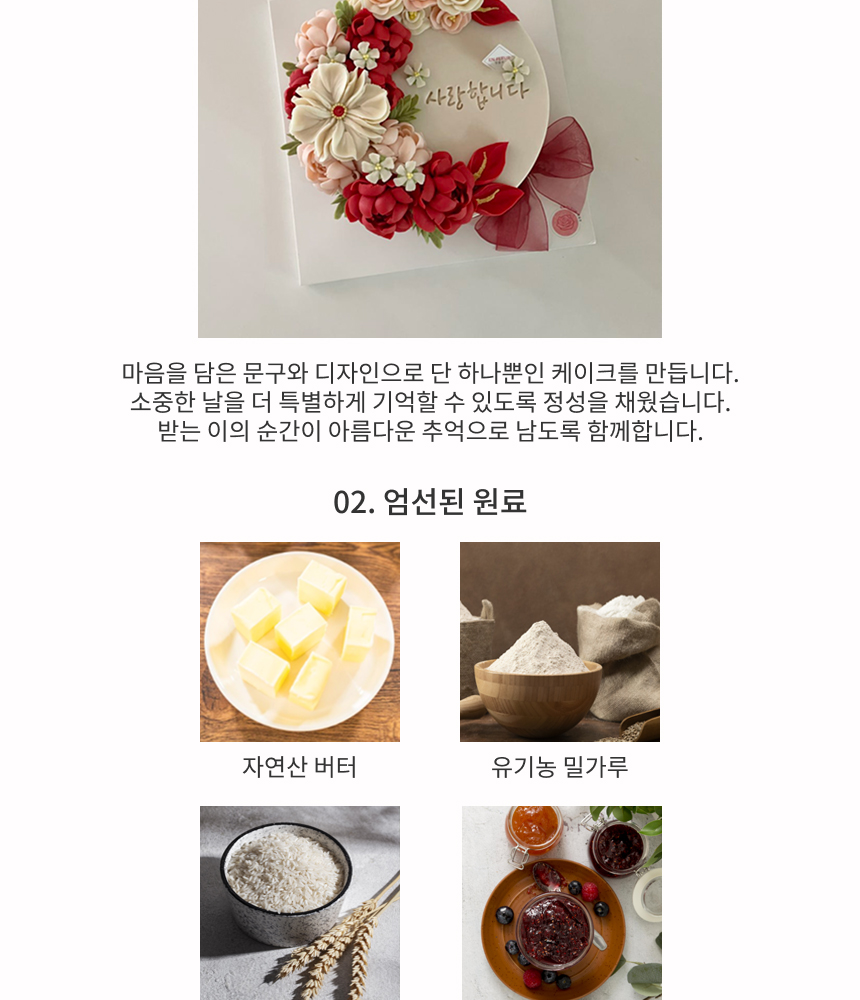 사랑합니다
마음을 담은 문구와 디자인으로 단 하나뿐인 케이크를 만듭니다.
소중한 날을 더 특별하게 기억할 수 있도록 정성을 채웠습니다.
받는 이의 순간이 아름다운 추억으로 남도록 함께합니다.
02. 엄선된 원료
자연산 버터
유기농 밀가루